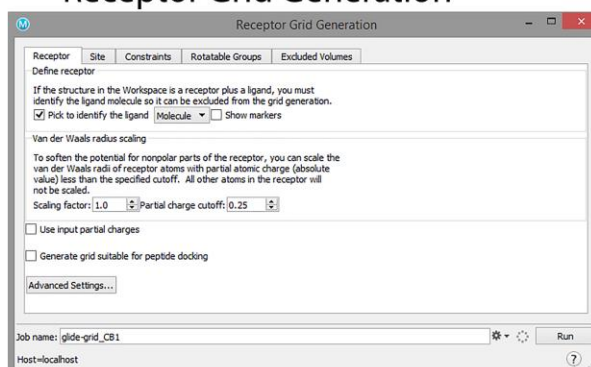 Receptor Grid Generation
Receptor Grid Generation
Receptor Site Constraints Rotatable Groups Excluded Volumes
Define receptor
If the structure in the Workspace is a receptor plus a ligand, you must
identify the ligand molecule so it can be excluded from the grid generation.
Pick to identify the ligand Molecule Show markers
Van der Waals radius scaling
To soften the potential for nonpolar parts of the receptor, you can scale the
van der Waals radii of receptor atoms with partial atomic charge (absolute
value) less than the specified cutoff. All other atoms in the receptor will
not be scaled.
Scaling factor: 1.0 Partial charge cutoff: 0.25
Use input partial charges
Generate grid suitable for peptide docking
Advanced Settings...
Job name: glide-grid_CB1 Run
Host=localhost ?